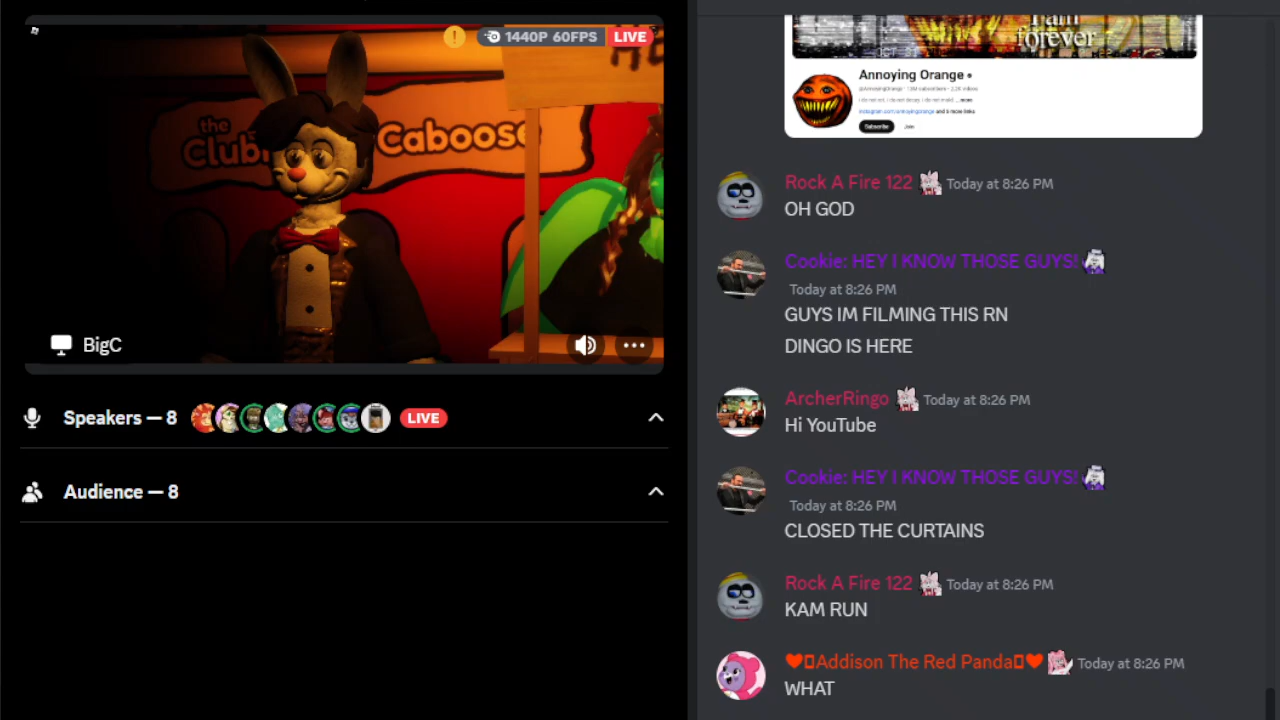 1440P 60FPS
LIVE
the
Club
Caboose
BigC
Speakers — 8
LIVE
Audience — 8
forever
Annoying Orange
Subscribe
Join
Rock A Fire 122
Today at 8:26 PM
OH GOD
Cookie: HEY I KNOW THOSE GUYS!
Today at 8:26 PM
GUYS IM FILMING THIS RN
DINGO IS HERE
ArcherRingo
Today at 8:26 PM
Hi YouTube
Cookie: HEY I KNOW THOSE GUYS!
Today at 8:26 PM
CLOSED THE CURTAINS
Rock A Fire 122
Today at 8:26 PM
KAM RUN
Addison The Red Panda
Today at 8:26 PM
WHAT